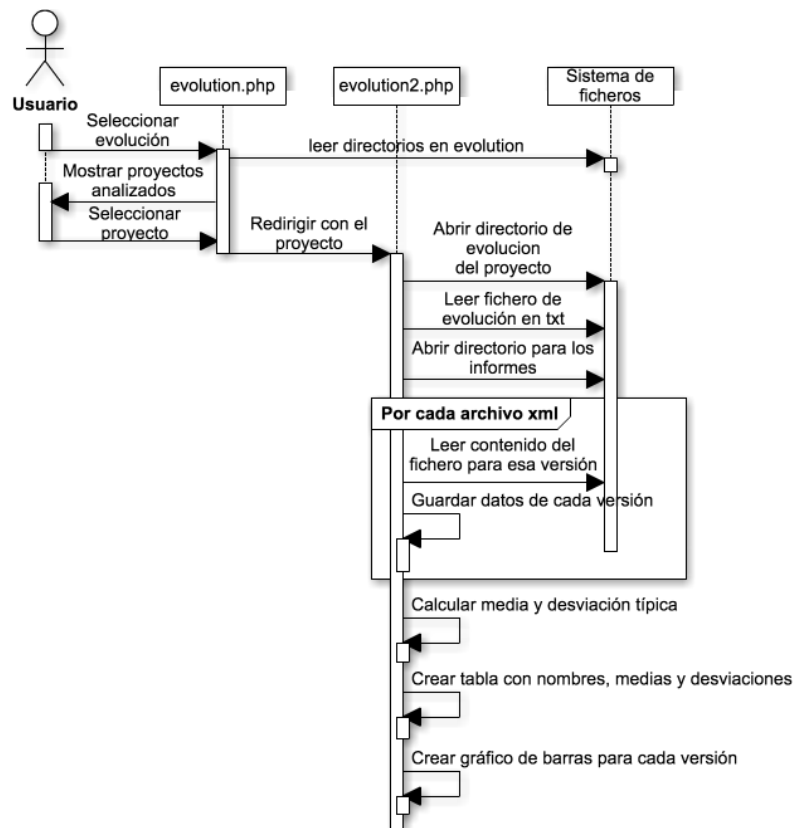 Usuario
evolution.php
evolution2.php
Sistema de
ficheros
Seleccionar
evolución
leer directorios en evolution
Mostrar proyectos
analizados
Seleccionar
proyecto
Redirigir con el
proyecto
Abrir directorio de
evolucion
del proyecto
Leer fichero de
evolución en txt
Abrir directorio para los
informes
Por cada archivo xml
Leer contenido del
fichero para esa versión
Guardar datos de cada versión
Calcular media y desviación típica
Crear tabla con nombres, medias y desviaciones
Crear gráfico de barras para cada versión